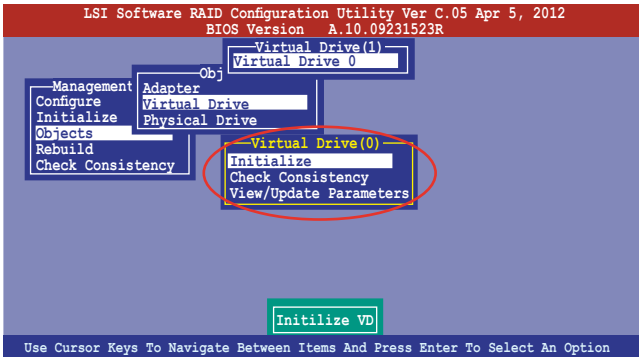 LSI Software RAID Configuration Utility Ver C.05 Apr 5, 2012
BIOS Version A.10.09231523R
Virtual Drive(1)
Virtual Drive 0
Obj
Adapter
Virtual Drive
Physical Drive
Management
Configure
Initialize
Objects
Rebuild
Check Consistency
Virtual Drive(0)
Initialize
Check Consistency
View/Update Parameters
Initilize VD
Use Cursor Keys To Navigate Between Items And Press Enter To Select An Option